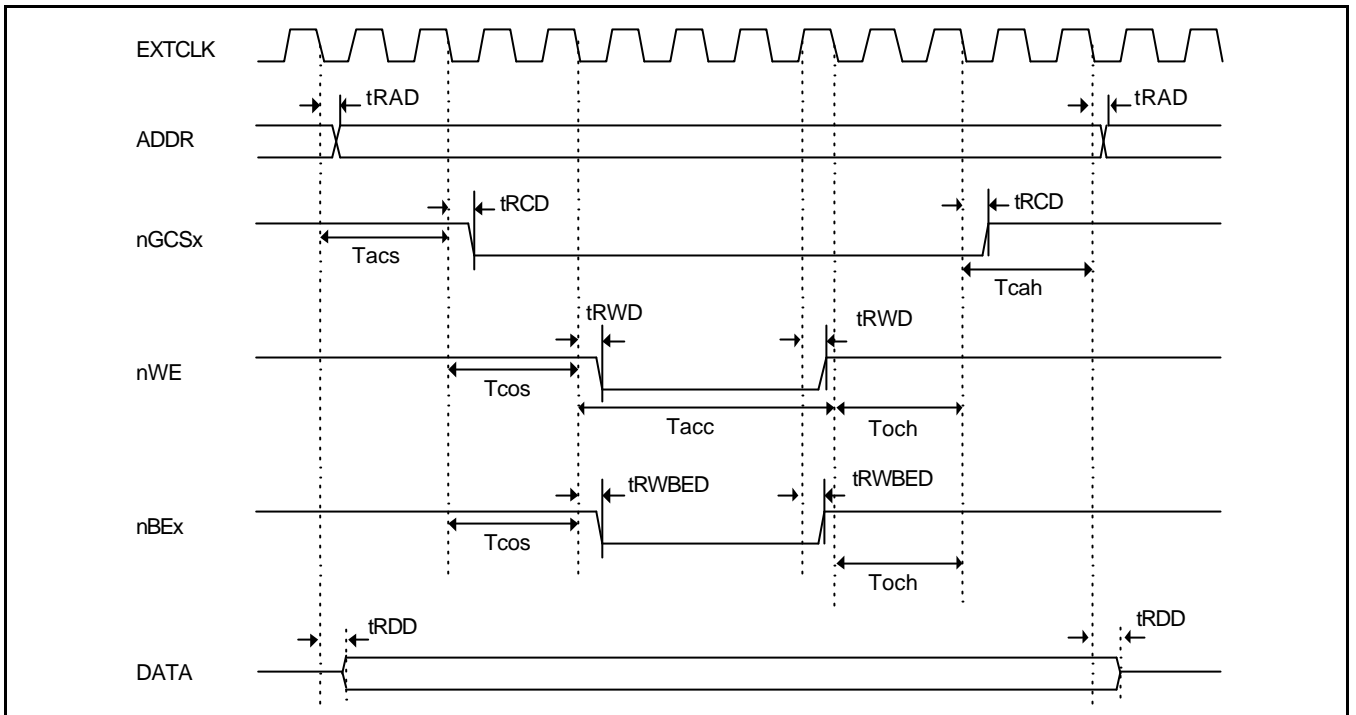 EXTCLK
tRAD
tRAD
ADDR
tRCD
tRCD
nGCSx
Tacs
Tcah
tRWD
tRWD
nWE
Tcos
Tacc
Toch
tRWBED
tRWBED
nBEx
Tcos
Toch
tRDD
tRDD
DATA